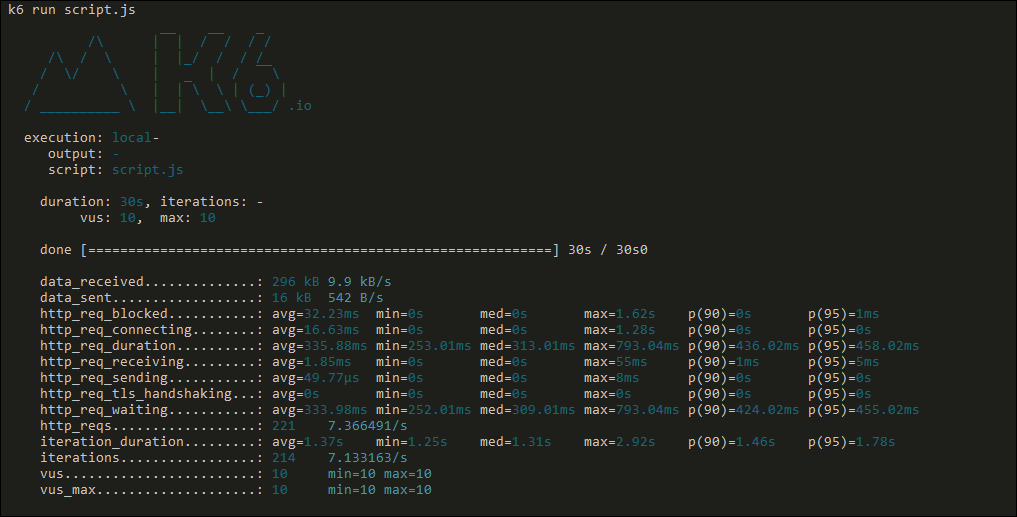 k6 run script.js
          /\      |‾‾|  /‾‾/  /‾/
     /\  /  \     |  |_/  /  / /_
    /  \/    \    |   _  |  /    \
   /          \   |  | \  \ | (_) |
  / __________ \  |__|  \__\ \___/ .io
execution: local-
output: -
script: script.js
duration: 30s, iterations: -
vus: 10, max: 10
done [==========================================================] 30s / 30s0
data_received..............: 296 kB 9.9 kB/s
data_sent..................: 16 kB 542 B/s
http_req_blocked...........: avg=32.23ms min=0s med=0s max=1.62s p(90)=0s p(95)=1ms
http_req_connecting........: avg=16.63ms min=0s med=0s max=1.28s p(90)=0s p(95)=0s
http_req_duration..........: avg=335.88ms min=253.01ms med=313.01ms max=793.04ms p(90)=436.02ms p(95)=458.02ms
http_req_receiving.........: avg=1.85ms min=0s med=0s max=55ms p(90)=1ms p(95)=5ms
http_req_sending...........: avg=49.77µs min=0s med=0s max=8ms p(90)=0s p(95)=0s
http_req_tls_handshaking...: avg=0s min=0s med=0s max=0s p(90)=0s p(95)=0s
http_req_waiting...........: avg=333.98ms min=252.01ms med=309.01ms max=793.04ms p(90)=424.02ms p(95)=455.02ms
http_reqs..................: 221 7.366491/s
iteration_duration.........: avg=1.37s min=1.25s med=1.31s max=2.92s p(90)=1.46s p(95)=1.78s
iterations.................: 214 7.133163/s
vus........................: 10 min=10 max=10
vus_max....................: 10 min=10 max=10